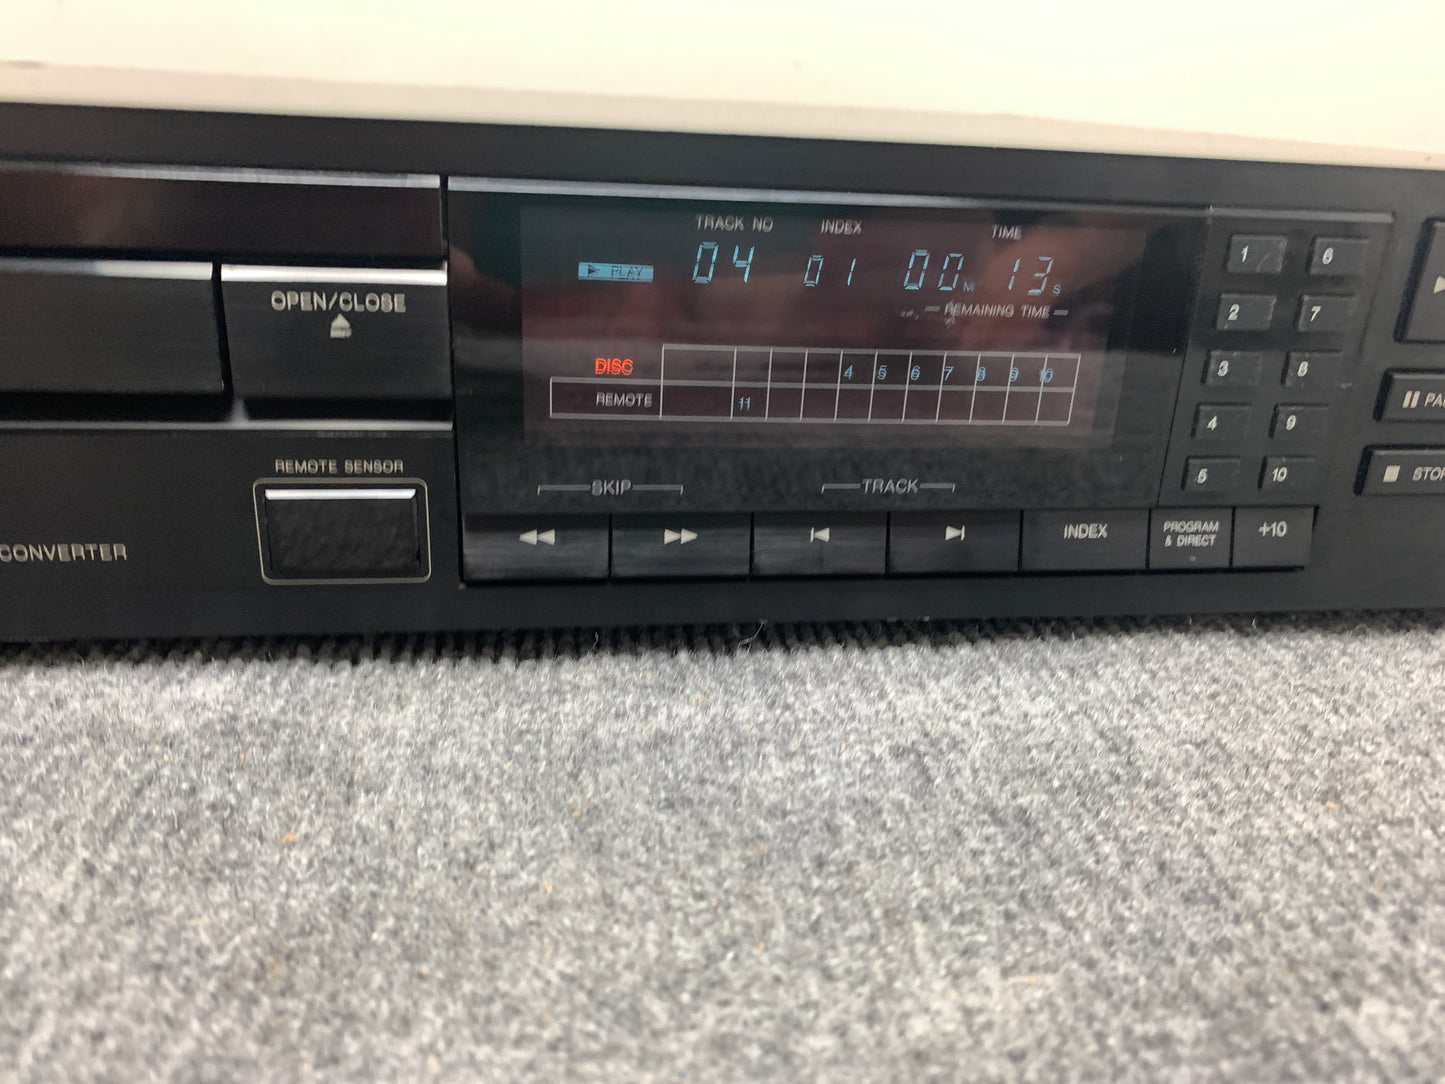 OPEN/CLOSE
REMOTE SENSOR
CONVERTER
TRACK NO INDEX TIME
PLAY 04 01 00 M 13 S
REMAINING TIME
DISC 4 5 6 7 8 9 10
REMOTE 11
SKIP TRACK
INDEX PROGRAM & DIRECT +10
1 6
2 7
3 8
4 9
5 10